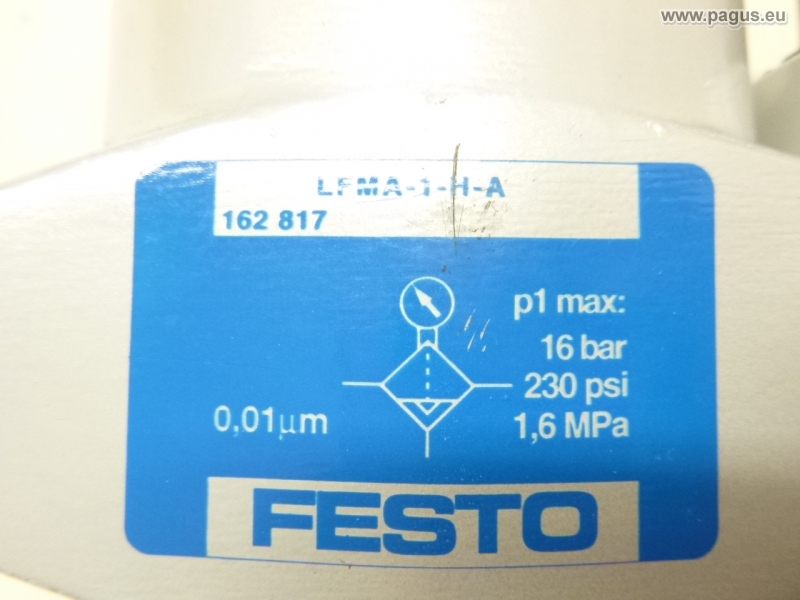 www.pagus.eu
LFMA-1-H-A
162 817
p1 max:
16 bar
230 psi
0,01µm
1,6 MPa
FESTO